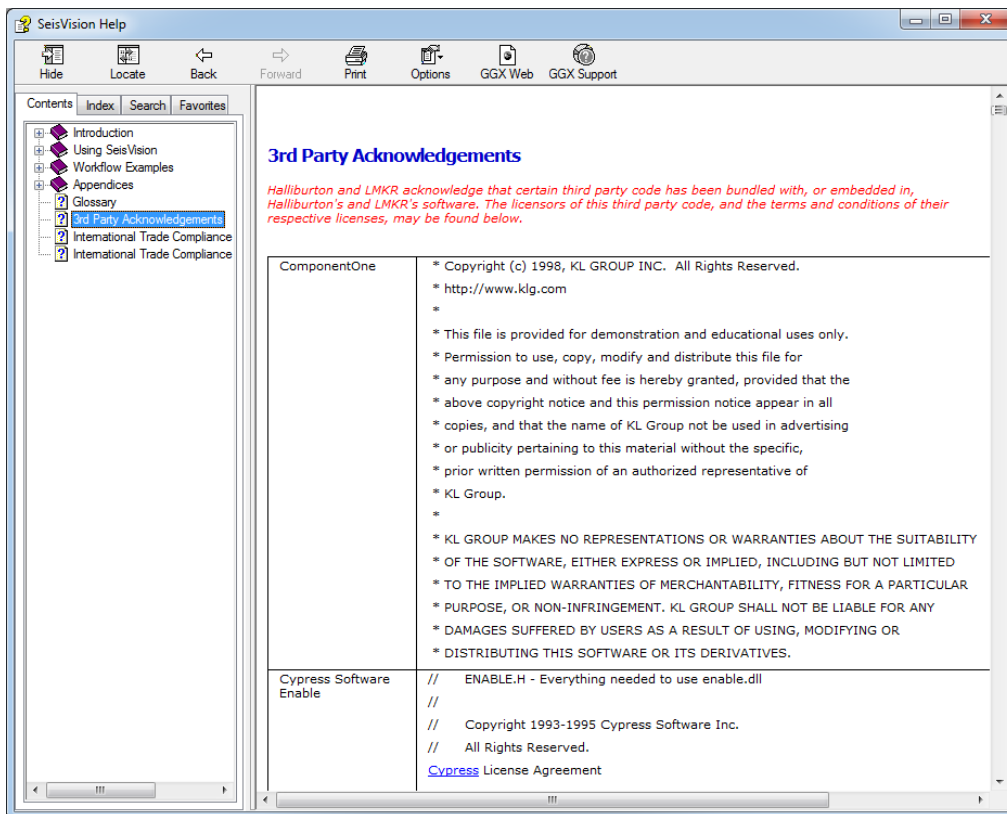 SeisVision Help
Hide Locate Back Forward Print Options GGX Web GGX Support
Contents Index Search Favorites
Introduction
Using SeisVision
Workflow Examples
Appendices
Glossary
3rd Party Acknowledgements
International Trade Compliance
International Trade Compliance
3rd Party Acknowledgements
Halliburton and LMKR acknowledge that certain third party code has been bundled with, or embedded in,
Halliburton's and LMKR's software. The licensors of this third party code, and the terms and conditions of their
respective licenses, may be found below.
ComponentOne
* Copyright (c) 1998, KL GROUP INC. All Rights Reserved.
* http://www.klg.com
*
* This file is provided for demonstration and educational uses only.
* Permission to use, copy, modify and distribute this file for
* any purpose and without fee is hereby granted, provided that the
* above copyright notice and this permission notice appear in all
* copies, and that the name of KL Group not be used in advertising
* or publicity pertaining to this material without the specific,
* prior written permission of an authorized representative of
* KL Group.
*
* KL GROUP MAKES NO REPRESENTATIONS OR WARRANTIES ABOUT THE SUITABILITY
* OF THE SOFTWARE, EITHER EXPRESS OR IMPLIED, INCLUDING BUT NOT LIMITED
* TO THE IMPLIED WARRANTIES OF MERCHANTABILITY, FITNESS FOR A PARTICULAR
* PURPOSE, OR NON-INFRINGEMENT. KL GROUP SHALL NOT BE LIABLE FOR ANY
* DAMAGES SUFFERED BY USERS AS A RESULT OF USING, MODIFYING OR
* DISTRIBUTING THIS SOFTWARE OR ITS DERIVATIVES.
Cypress Software
Enable
// ENABLE.H - Everything needed to use enable.dll
//
// Copyright 1993-1995 Cypress Software Inc.
// All Rights Reserved.
Cypress License Agreement